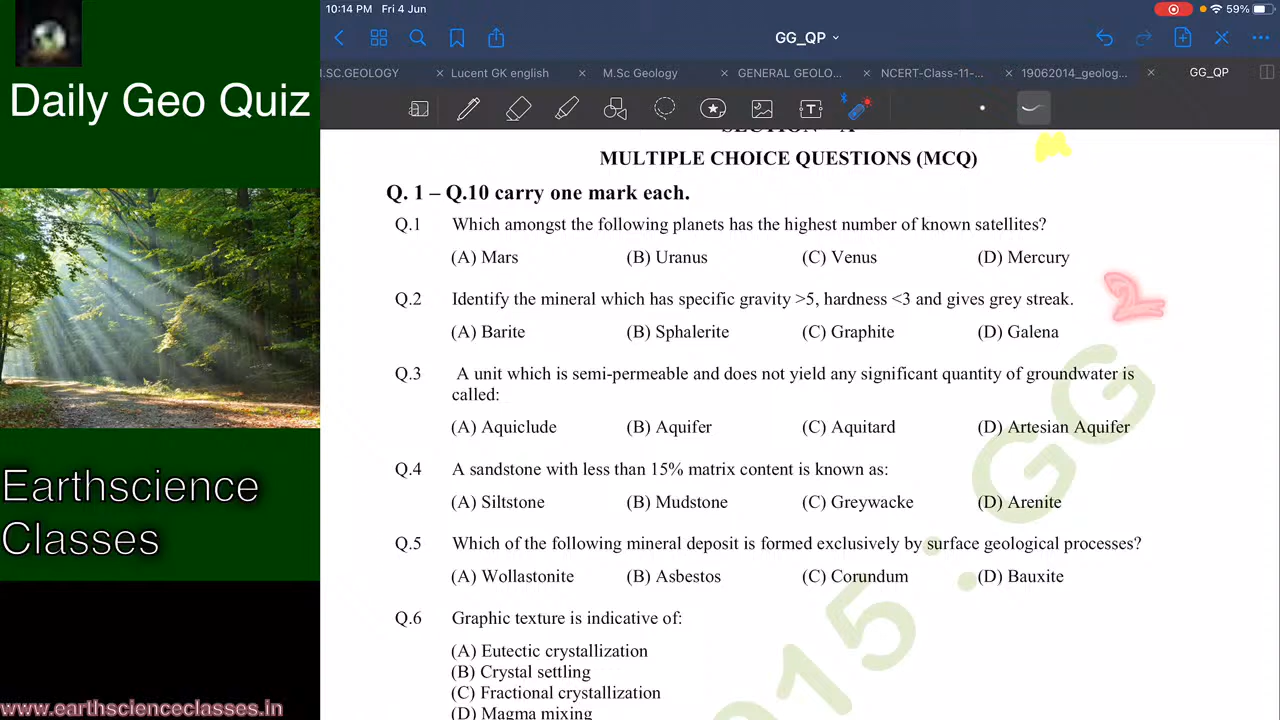 10:14 PM Fri 4 Jun 59%
GG_QP
M.SC.GEOLOGY Lucent GK english M.Sc Geology GENERAL GEOLO... NCERT-Class-11-... 19062014_geolog... GG_QP
Daily Geo Quiz
SECTION – A
MULTIPLE CHOICE QUESTIONS (MCQ)
Q. 1 – Q.10 carry one mark each.
Q.1 Which amongst the following planets has the highest number of known satellites?
(A) Mars (B) Uranus (C) Venus (D) Mercury
Q.2 Identify the mineral which has specific gravity >5, hardness <3 and gives grey streak.
2
(A) Barite (B) Sphalerite (C) Graphite (D) Galena
Q.3 A unit which is semi-permeable and does not yield any significant quantity of groundwater is
called:
(A) Aquiclude (B) Aquifer (C) Aquitard (D) Artesian Aquifer
Q.4 A sandstone with less than 15% matrix content is known as:
(A) Siltstone (B) Mudstone (C) Greywacke (D) Arenite
Q.5 Which of the following mineral deposit is formed exclusively by surface geological processes?
(A) Wollastonite (B) Asbestos (C) Corundum (D) Bauxite
Q.6 Graphic texture is indicative of:
(A) Eutectic crystallization
(B) Crystal settling
(C) Fractional crystallization
(D) Magma mixing
015 : GG
Earthscience
Classes
www.earthscienceclasses.in